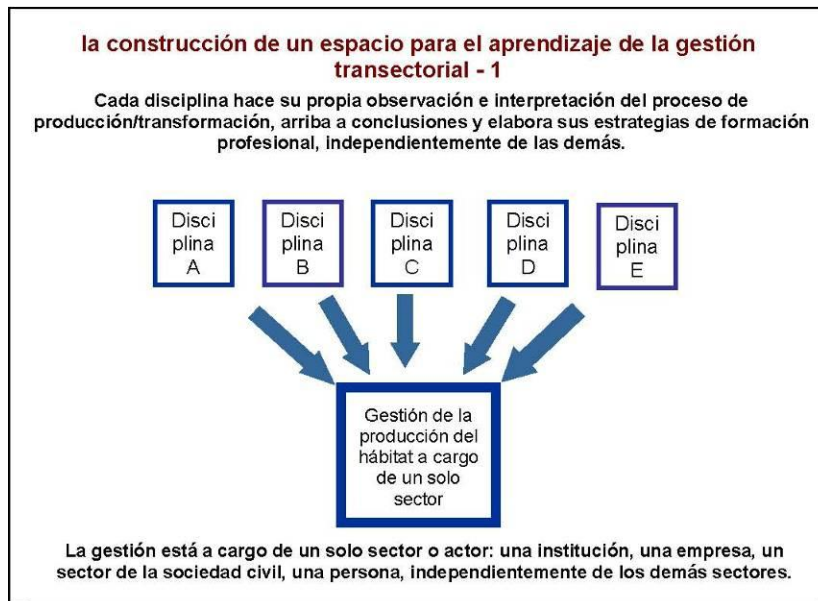 la construcción de un espacio para el aprendizaje de la gestión
transectorial - 1
Cada disciplina hace su propia observación e interpretación del proceso de
producción/transformación, arriba a conclusiones y elabora sus estrategias de formación
profesional, independientemente de las demás.
Disci
plina
A
Disci
plina
B
Disci
plina
C
Disci
plina
D
Disci
plina
E
Gestión de la
producción del
hábitat a cargo
de un solo
sector
La gestión está a cargo de un solo sector o actor: una institución, una empresa, un
sector de la sociedad civil, una persona, independientemente de los demás sectores.